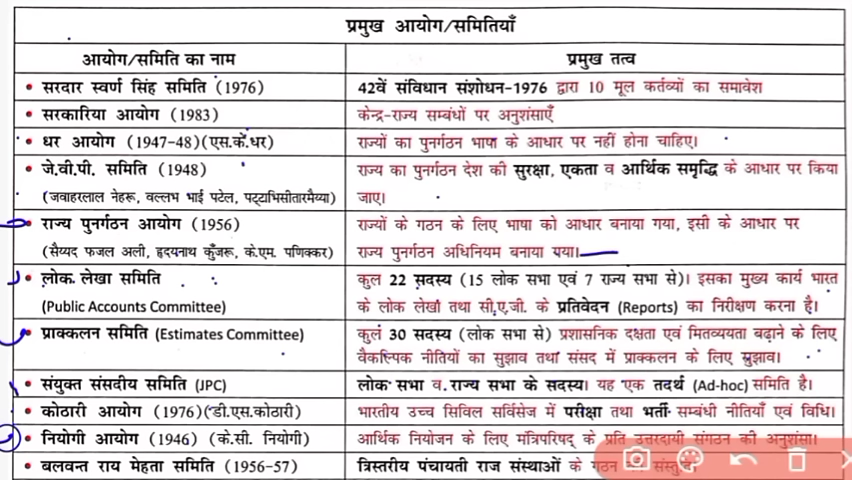 प्रमुख आयोग/समितियाँ
आयोग/समिति का नाम
प्रमुख तत्व
• सरदार स्वर्ण सिंह समिति (1976)
42वें संविधान संशोधन-1976 द्वारा 10 मूल कर्तव्यों का समावेश
• सरकारिया आयोग (1983)
केन्द्र-राज्य सम्बंधों पर अनुशंसाएँ
• धर आयोग (1947-48)(एस.के.धर)
राज्यों का पुनर्गठन भाषा के आधार पर नहीं होना चाहिए।
• जे.वी.पी. समिति (1948)
(जवाहरलाल नेहरू, वल्लभ भाई पटेल, पट्टाभिसीतारमैय्या)
राज्य का पुनर्गठन देश की सुरक्षा, एकता व आर्थिक समृद्धि के आधार पर किया
जाए।
• राज्य पुनर्गठन आयोग (1956)
(सैय्यद फजल अली, हृदयनाथ कुँजरू, के.एम. पणिक्कर)
राज्यों के गठन के लिए भाषा को आधार बनाया गया, इसी के आधार पर
राज्य पुनर्गठन अधिनियम बनाया गया।
• लोक लेखा समिति
(Public Accounts Committee)
कुल 22 सदस्य (15 लोक सभा एवं 7 राज्य सभा से)। इसका मुख्य कार्य भारत
के लोक लेखा तथा सी.ए.जी. के प्रतिवेदन (Reports) का निरीक्षण करना है।
• प्राक्कलन समिति (Estimates Committee)
कुल 30 सदस्य (लोक सभा से) प्रशासनिक दक्षता एवं मितव्ययता बढ़ाने के लिए
वैकल्पिक नीतियों का सुझाव तथा संसद में प्राक्कलन के लिए सुझाव।
• संयुक्त संसदीय समिति (JPC)
लोक सभा व राज्य सभा के सदस्य। यह एक तदर्थ (Ad-hoc) समिति है।
• कोठारी आयोग (1976)(डी.एस.कोठारी)
भारतीय उच्च सिविल सर्विसेज में परीक्षा तथा भर्ती सम्बंधी नीतियाँ एवं विधि।
• नियोगी आयोग (1946) (के.सी. नियोगी)
आर्थिक नियोजन के लिए मंत्रिपरिषद् के प्रति उत्तरदायी संगठन की अनुशंसा।
• बलवन्त राय मेहता समिति (1956-57)
त्रिस्तरीय पंचायती राज संस्थाओं के गठन